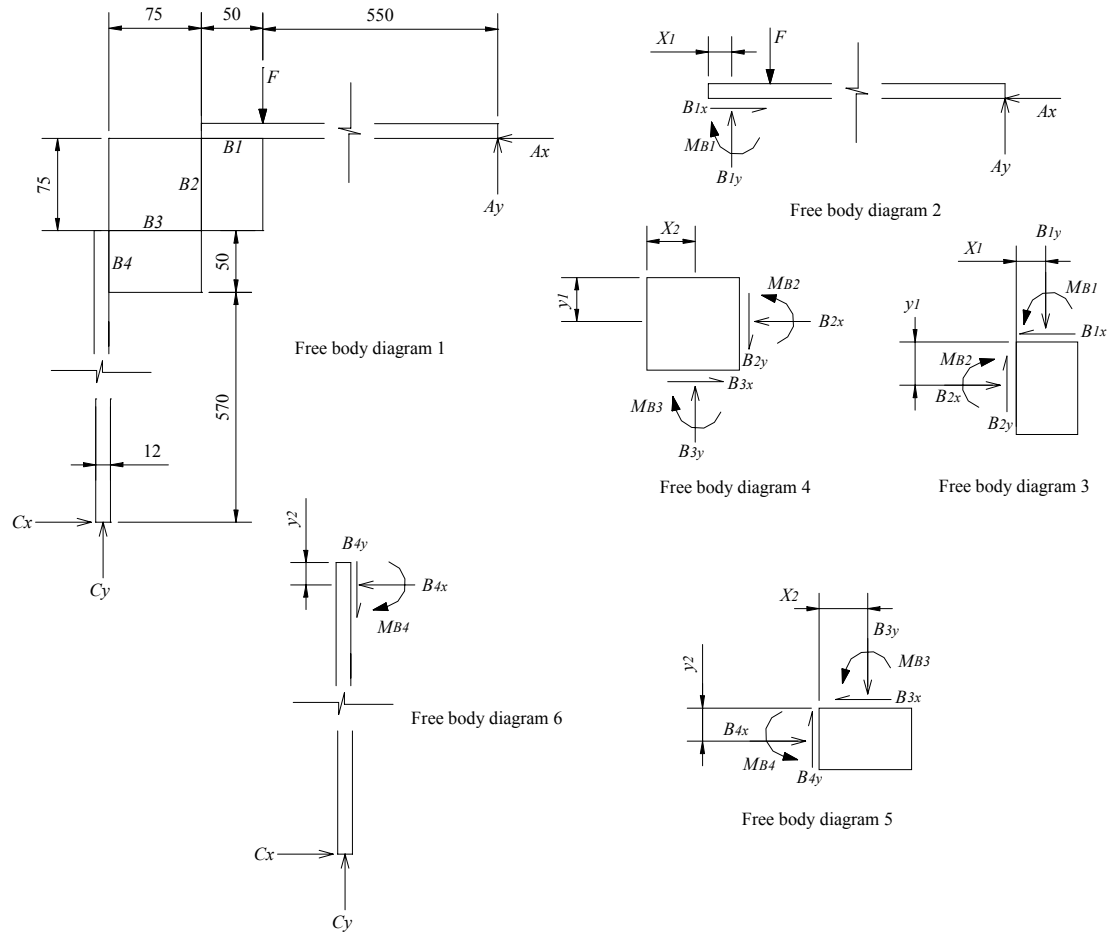 75
50
550
F
B1
B2
B3
B4
75
50
Ax
Ay
Free body diagram 1
570
12
Cx
Cy
X1
F
B1x
MB1
B1y
Ax
Ay
Free body diagram 2
X2
y1
MB2
B2x
B2y
B3x
MB3
B3y
Free body diagram 4
X1
B1y
MB1
B1x
y1
MB2
B2x
B2y
Free body diagram 3
y2
B4y
B4x
MB4
Free body diagram 6
Cx
Cy
X2
B3y
MB3
B3x
y2
B4x
MB4
B4y
Free body diagram 5